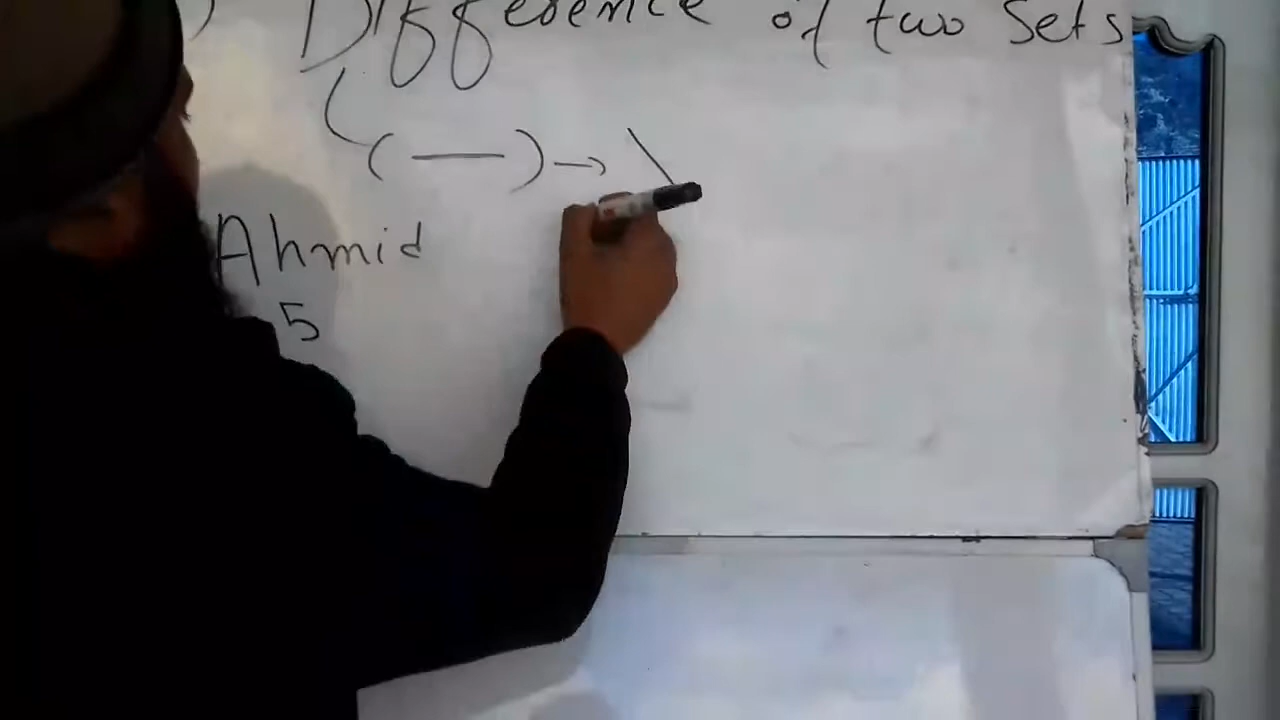 ) Difference of two Sets
( — ) → \
Ahmid
5